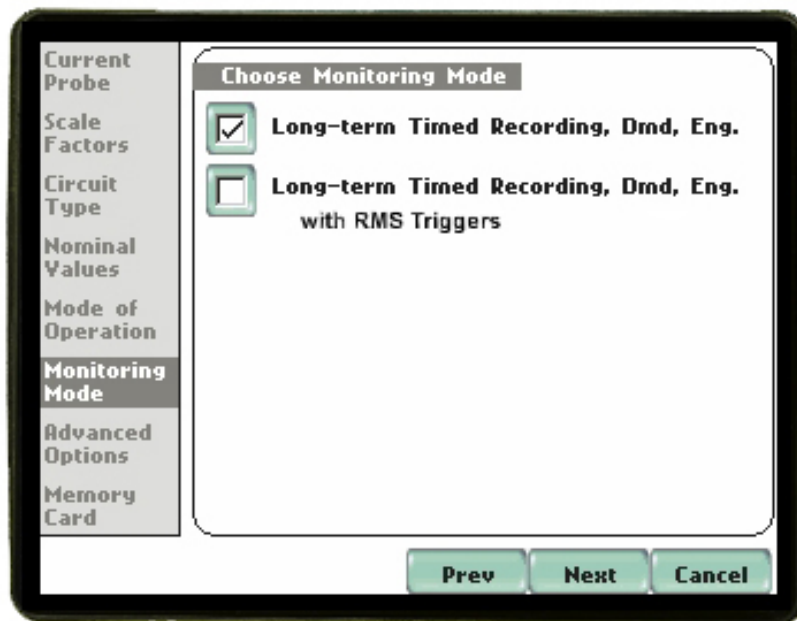 Current
Probe
Scale
Factors
Circuit
Type
Nominal
Values
Mode of
Operation
Monitoring
Mode
Advanced
Options
Memory
Card
Choose Monitoring Mode
Long-term Timed Recording, Dmd, Eng.
Long-term Timed Recording, Dmd, Eng.
with RMS Triggers
Prev
Next
Cancel